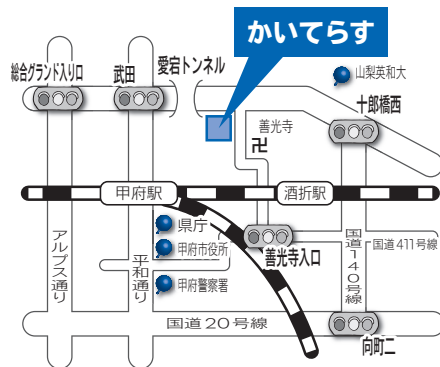 かいてらす
愛宕トンネル
総合グランド入り口
武田
山梨英和大
十郎橋西
善光寺
甲府駅
酒折駅
県庁
甲府市役所
善光寺入口
国道411号線
甲府警察署
アルプス通り
平和通り
国道140号線
国道20号線
向町二